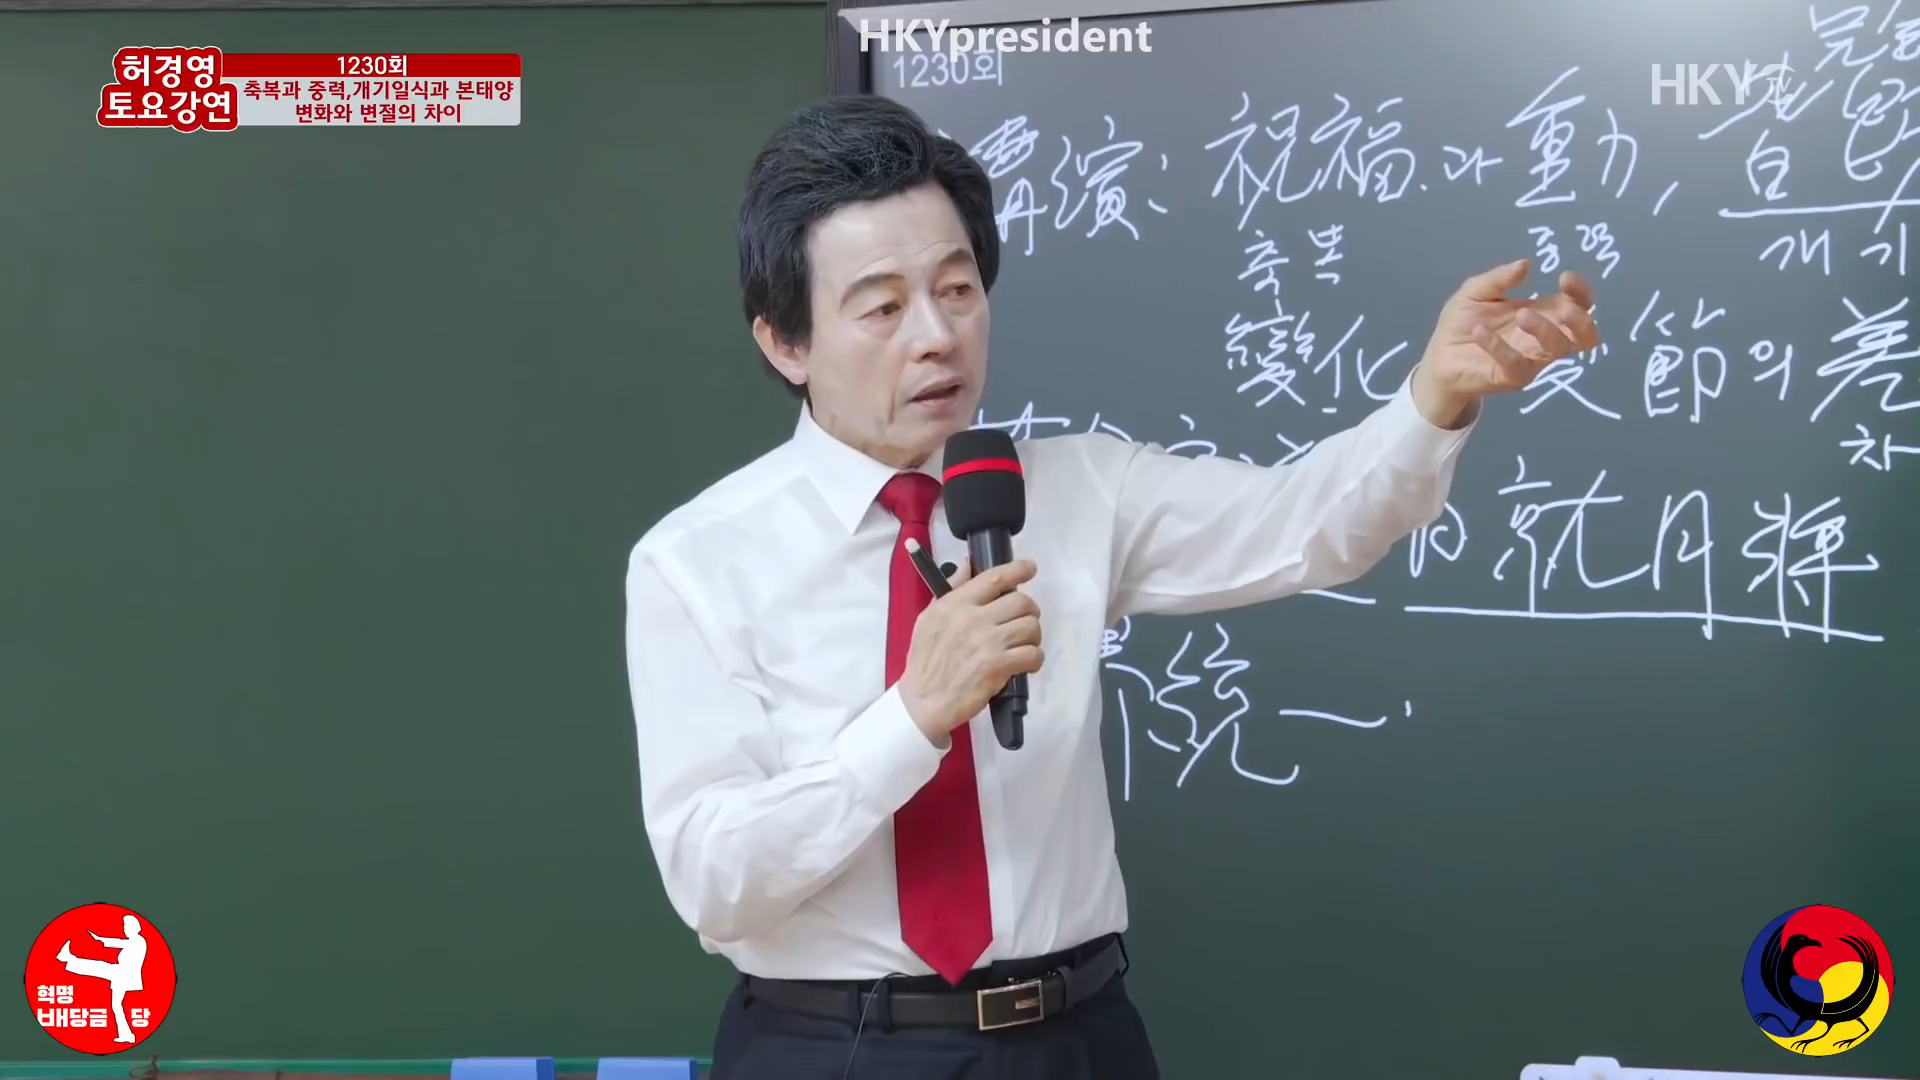 HKYpresident
허경영
토요강연
1230회
축복과 중력,개기일식과 본태양
변화와 변절의 차이
1230회
HKY TV
講演: 祝福과 重力,
축복 중력 개기
變化 變節의 差
차
日就月將
統一.
혁명
배당금당